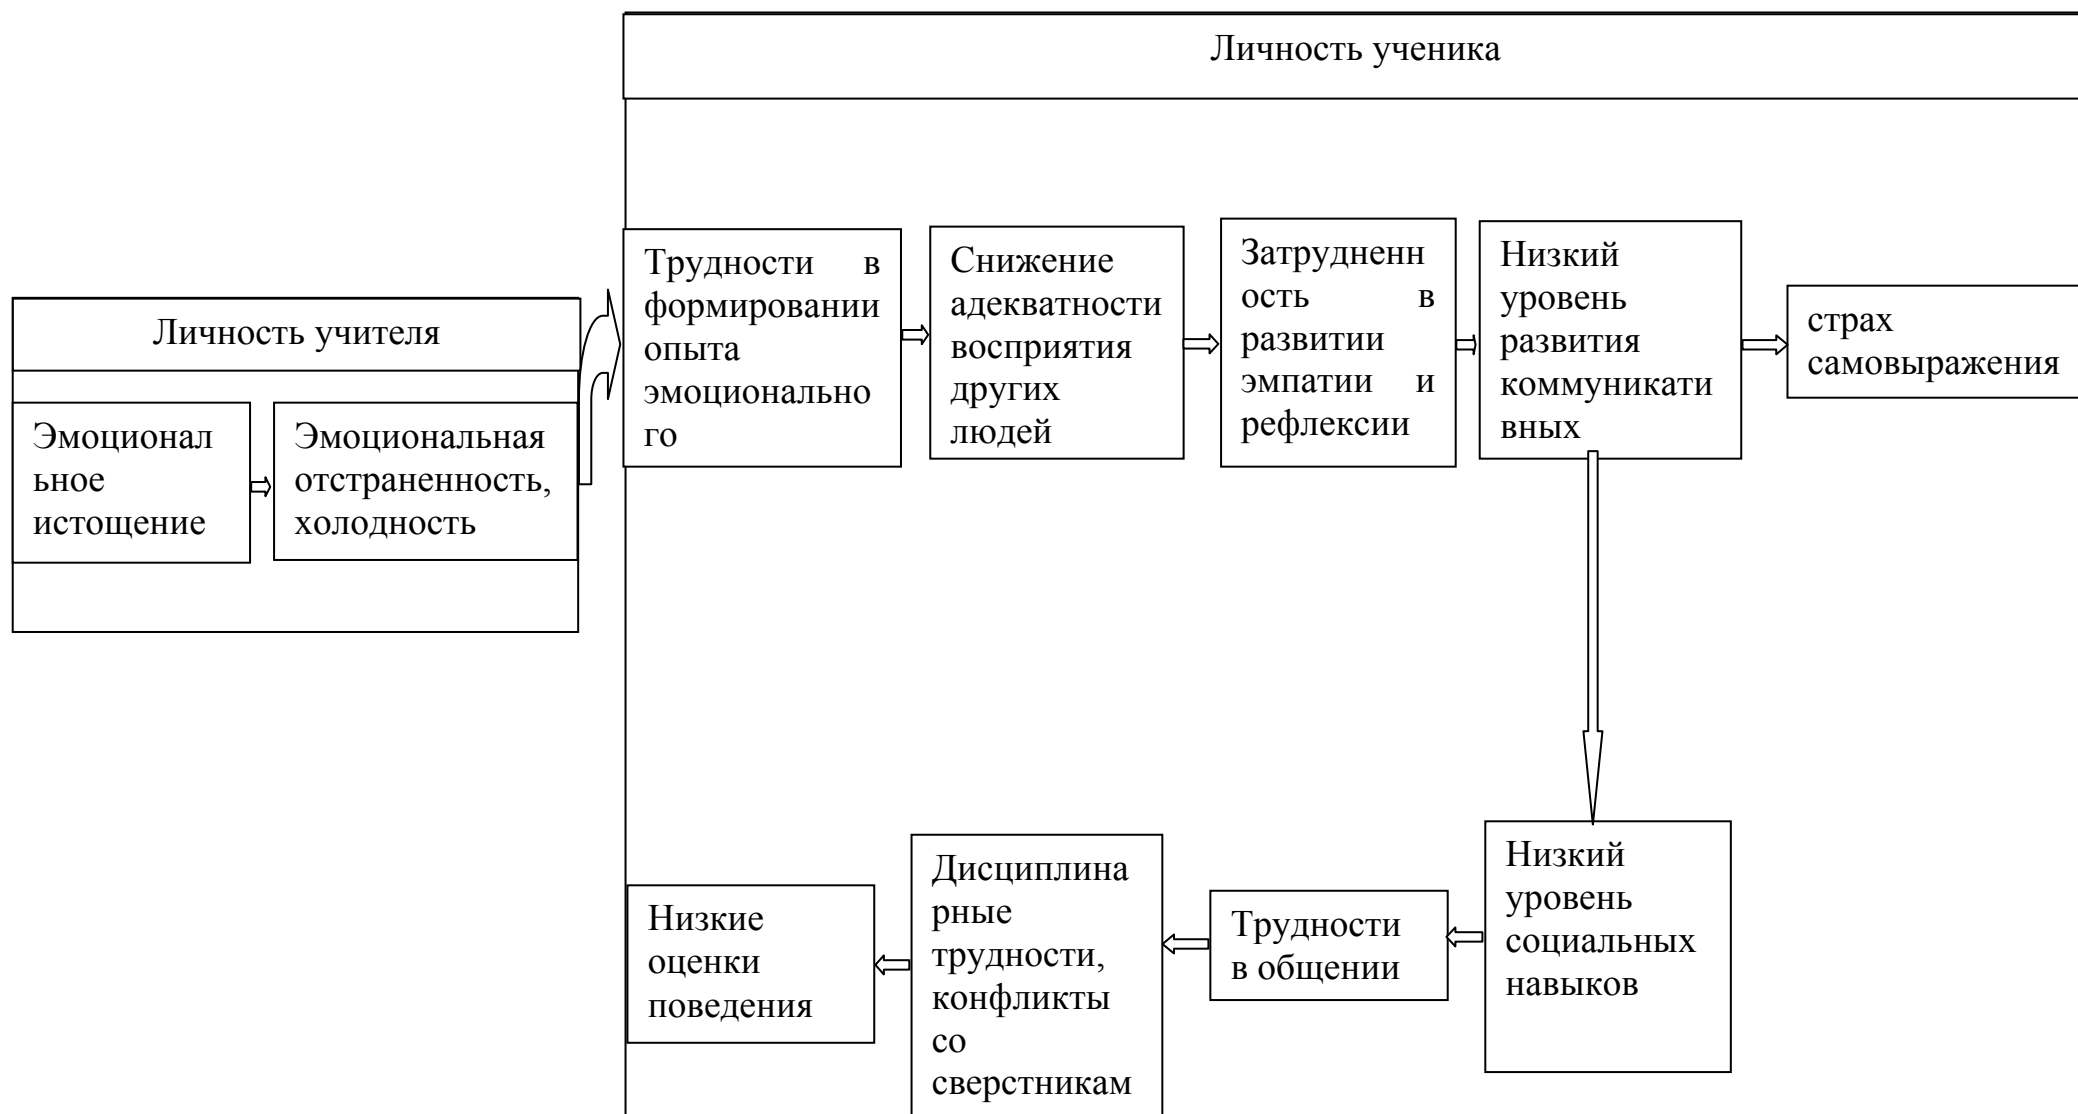 Личность ученика
Личность учителя
Эмоционал
ьное
истощение
Эмоциональная
отстраненность,
холодность
Трудности в
формировании
опыта
эмоционально
го
Снижение
адекватности
восприятия
других
людей
Затрудненн
ость в
развитии
эмпатии и
рефлексии
Низкий
уровень
развития
коммуникати
вных
страх
самовыражения
Низкий
уровень
социальных
навыков
Трудности
в общении
Дисциплина
рные
трудности,
конфликты
со
сверстникам
Низкие
оценки
поведения